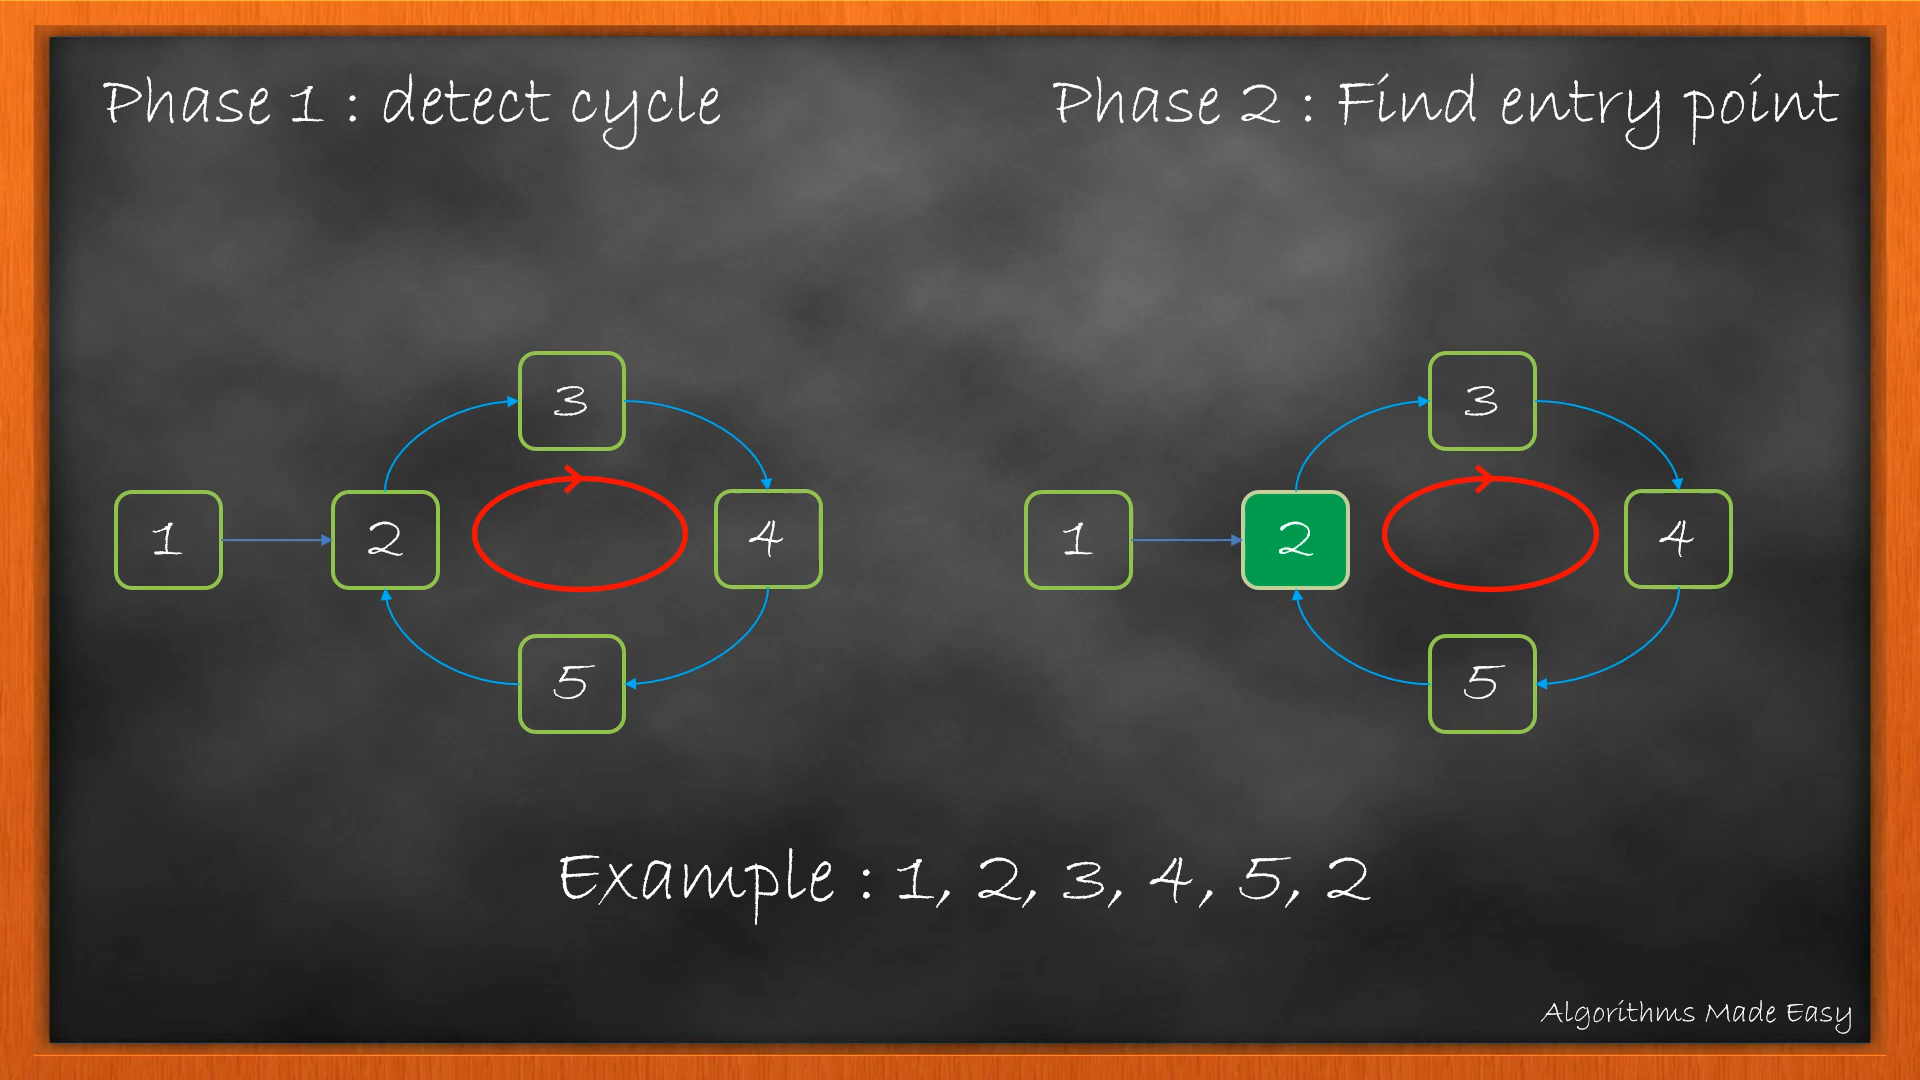 Phase 1 : detect cycle
Phase 2 : Find entry point
3
1
2
4
5
3
1
2
4
5
Example : 1, 2, 3, 4, 5, 2
Algorithms Made Easy